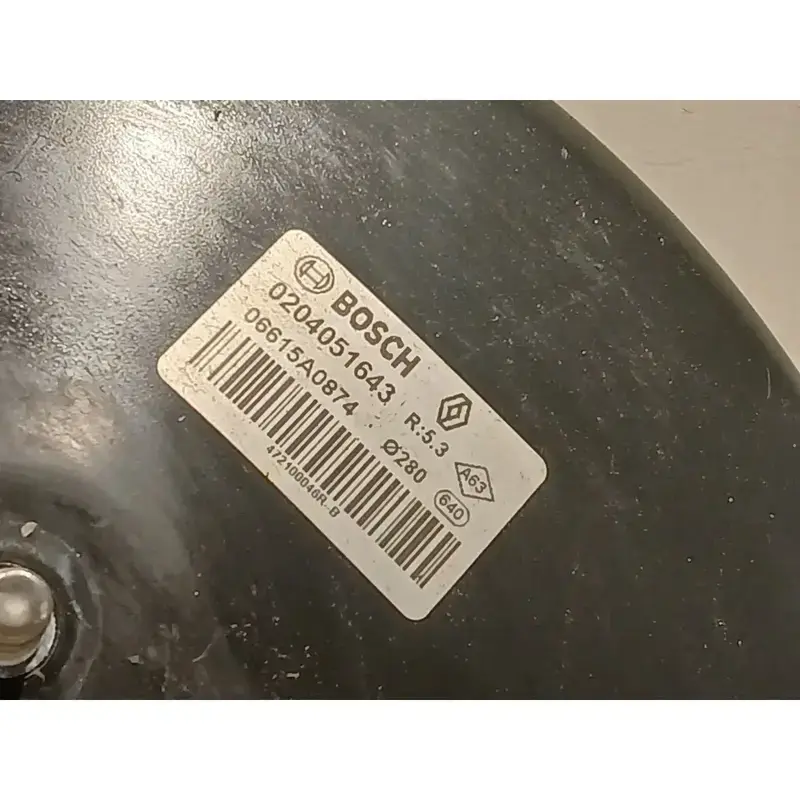 BOSCH
0204051643 R:5.3
06615A0874 Ø280
A63
640
472100046R--B